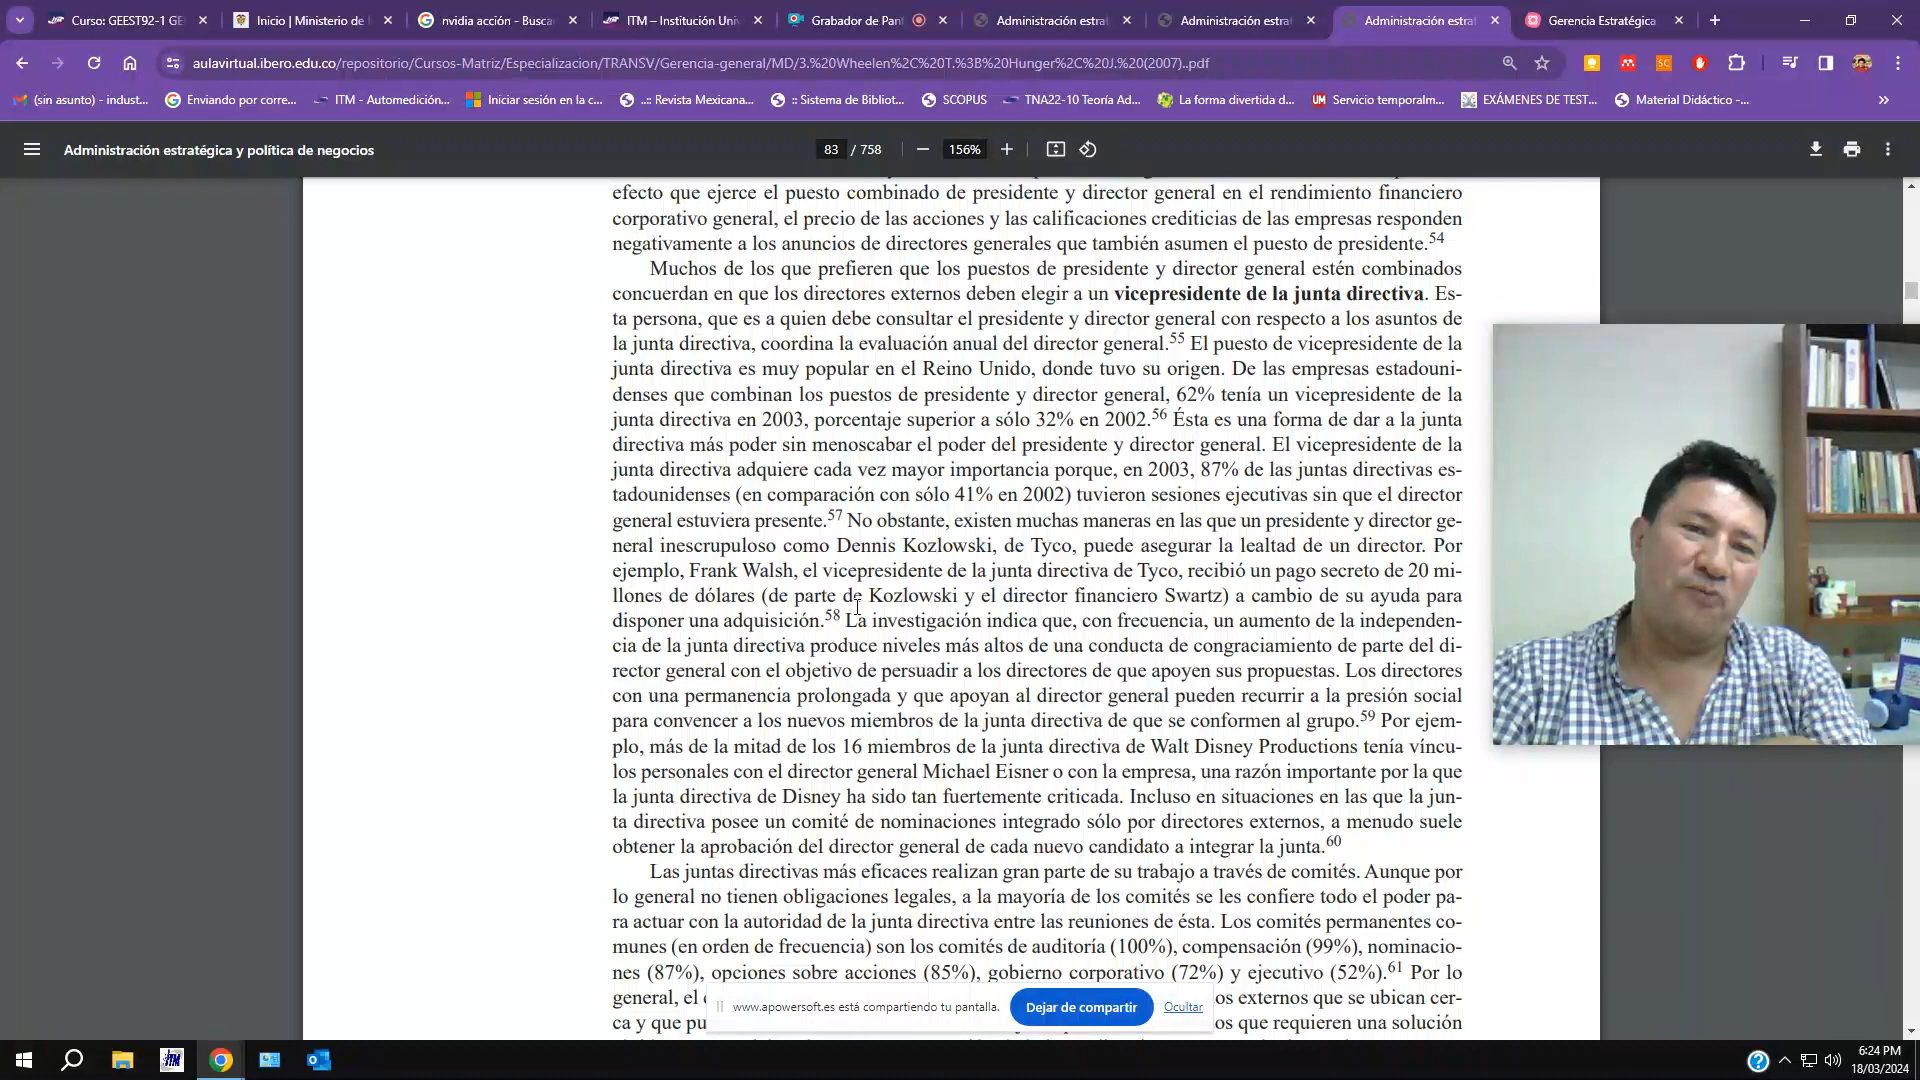 Curso: GEEST92-1 GE
Inicio | Ministerio de
nvidia acción - Busca
ITM – Institución Univ
Grabador de Pant
Administración estrat
Administración estrat
Administración estrat
Gerencia Estratégica
aulavirtual.ibero.edu.co/repositorio/Cursos-Matriz/Especializacion/TRANSV/Gerencia-general/MD/3.%20Wheelen%2C%20T.%3B%20Hunger%2C%20J.%20(2007)..pdf
(sin asunto) - indust...
Enviando por corre...
ITM - Automedición...
Iniciar sesión en la c...
..:: Revista Mexicana...
:: Sistema de Bibliot...
SCOPUS
TNA22-10 Teoría Ad...
La forma divertida d...
Servicio temporalm...
EXÁMENES DE TEST...
Material Didáctico -...
Administración estratégica y política de negocios
83 / 758
156%
efecto que ejerce el puesto combinado de presidente y director general en el rendimiento financiero
corporativo general, el precio de las acciones y las calificaciones crediticias de las empresas responden
negativamente a los anuncios de directores generales que también asumen el puesto de presidente.54
Muchos de los que prefieren que los puestos de presidente y director general estén combinados
concuerdan en que los directores externos deben elegir a un vicepresidente de la junta directiva. Es-
ta persona, que es a quien debe consultar el presidente y director general con respecto a los asuntos de
la junta directiva, coordina la evaluación anual del director general.55 El puesto de vicepresidente de la
junta directiva es muy popular en el Reino Unido, donde tuvo su origen. De las empresas estadouni-
denses que combinan los puestos de presidente y director general, 62% tenía un vicepresidente de la
junta directiva en 2003, porcentaje superior a sólo 32% en 2002.56 Ésta es una forma de dar a la junta
directiva más poder sin menoscabar el poder del presidente y director general. El vicepresidente de la
junta directiva adquiere cada vez mayor importancia porque, en 2003, 87% de las juntas directivas es-
tadounidenses (en comparación con sólo 41% en 2002) tuvieron sesiones ejecutivas sin que el director
general estuviera presente.57 No obstante, existen muchas maneras en las que un presidente y director ge-
neral inescrupuloso como Dennis Kozlowski, de Tyco, puede asegurar la lealtad de un director. Por
ejemplo, Frank Walsh, el vicepresidente de la junta directiva de Tyco, recibió un pago secreto de 20 mi-
llones de dólares (de parte de Kozlowski y el director financiero Swartz) a cambio de su ayuda para
disponer una adquisición.58 La investigación indica que, con frecuencia, un aumento de la independen-
cia de la junta directiva produce niveles más altos de una conducta de congraciamiento de parte del di-
rector general con el objetivo de persuadir a los directores de que apoyen sus propuestas. Los directores
con una permanencia prolongada y que apoyan al director general pueden recurrir a la presión social
para convencer a los nuevos miembros de la junta directiva de que se conformen al grupo.59 Por ejem-
plo, más de la mitad de los 16 miembros de la junta directiva de Walt Disney Productions tenía víncu-
los personales con el director general Michael Eisner o con la empresa, una razón importante por la que
la junta directiva de Disney ha sido tan fuertemente criticada. Incluso en situaciones en las que la jun-
ta directiva posee un comité de nominaciones integrado sólo por directores externos, a menudo suele
obtener la aprobación del director general de cada nuevo candidato a integrar la junta.60
Las juntas directivas más eficaces realizan gran parte de su trabajo a través de comités. Aunque por
lo general no tienen obligaciones legales, a la mayoría de los comités se les confiere todo el poder pa-
ra actuar con la autoridad de la junta directiva entre las reuniones de ésta. Los comités permanentes co-
munes (en orden de frecuencia) son los comités de auditoría (100%), compensación (99%), nominacio-
nes (87%), opciones sobre acciones (85%), gobierno corporativo (72%) y ejecutivo (52%).61 Por lo
general, el
os externos que se ubican cer-
ca y que pu
os que requieren una solución
www.apowersoft.es está compartiendo tu pantalla.
Dejar de compartir
Ocultar
6:24 PM
18/03/2024